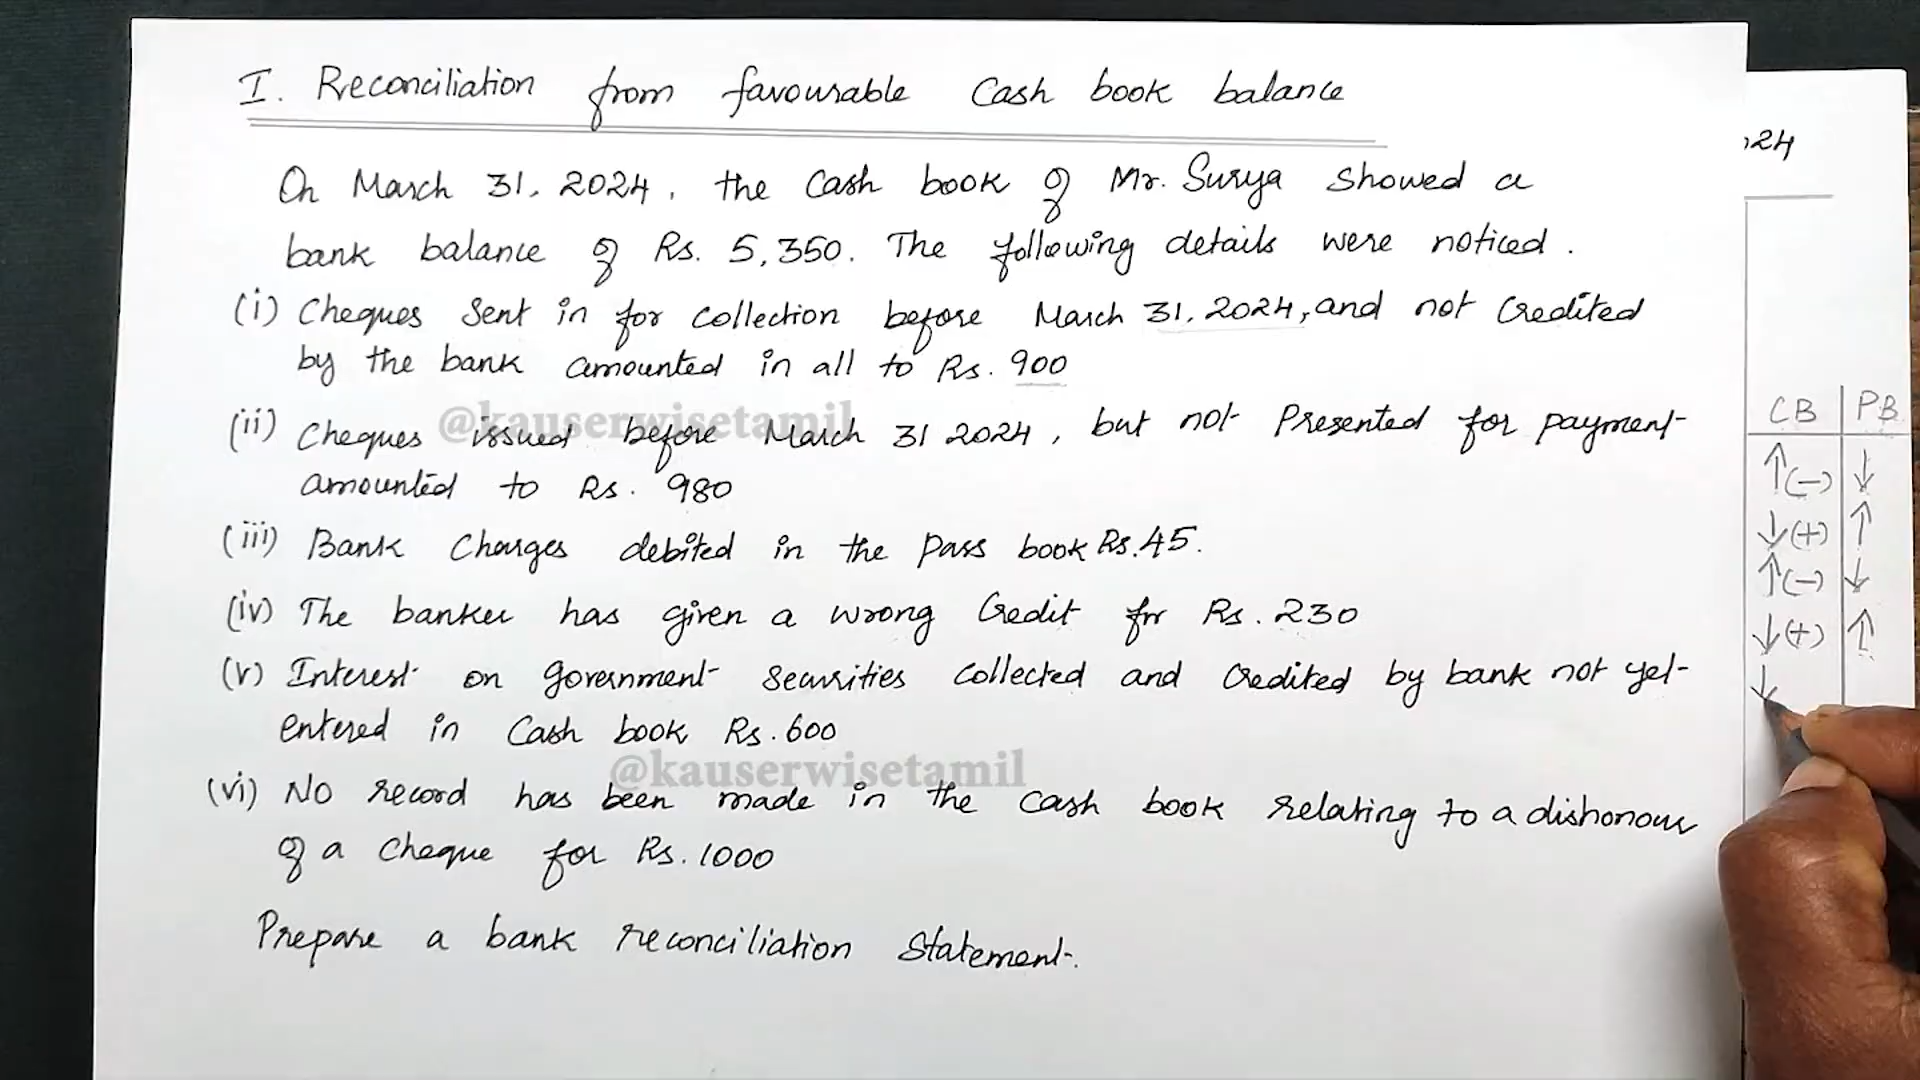 I. Reconciliation from favourable Cash book balance
On March 31, 2024, the Cash book of Mr. Surya showed a
bank balance of Rs. 5,350. The following details were noticed.
(i) Cheques sent in for collection before March 31, 2024, and not Credited
by the bank amounted in all to Rs. 900
@kauserwisetamil
(ii) Cheques issued before March 31 2024, but not Presented for payment
amounted to Rs. 980
(iii) Bank Charges debited in the Pass book Rs. 45.
(iv) The banker has given a wrong Credit for Rs. 230
(v) Interest on government Securities Collected and Credited by bank not yet
entered in Cash book Rs. 600
@kauserwisetamil
(vi) No record has been made in the Cash book relating to a dishonour
of a Cheque for Rs. 1000
Prepare a bank reconciliation Statement.
024
CB PB
↑(-) ↓
↓(+) ↑
↑(-) ↓
↓(+) ↑
↓